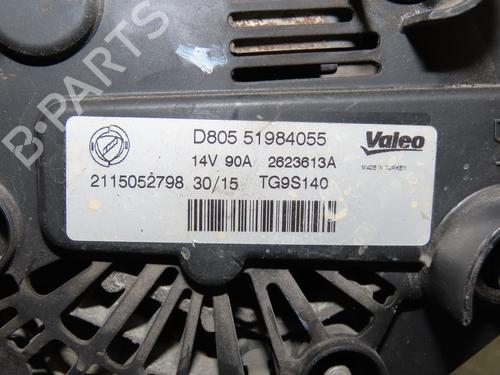 B-PARTS
D805 51984055
Valeo
14V 90A 2623613A
MADE IN TURKEY
2115052798 30/15 TG9S140